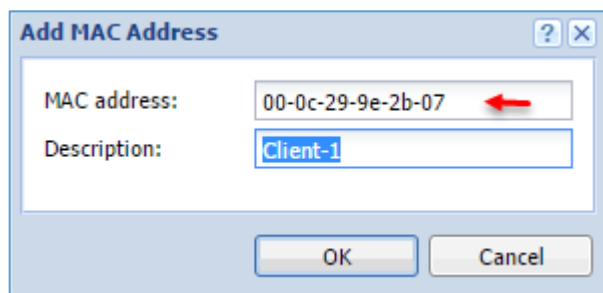 Add MAC Address
MAC address: 00-0c-29-9e-2b-07
Description: Client-1
OK Cancel